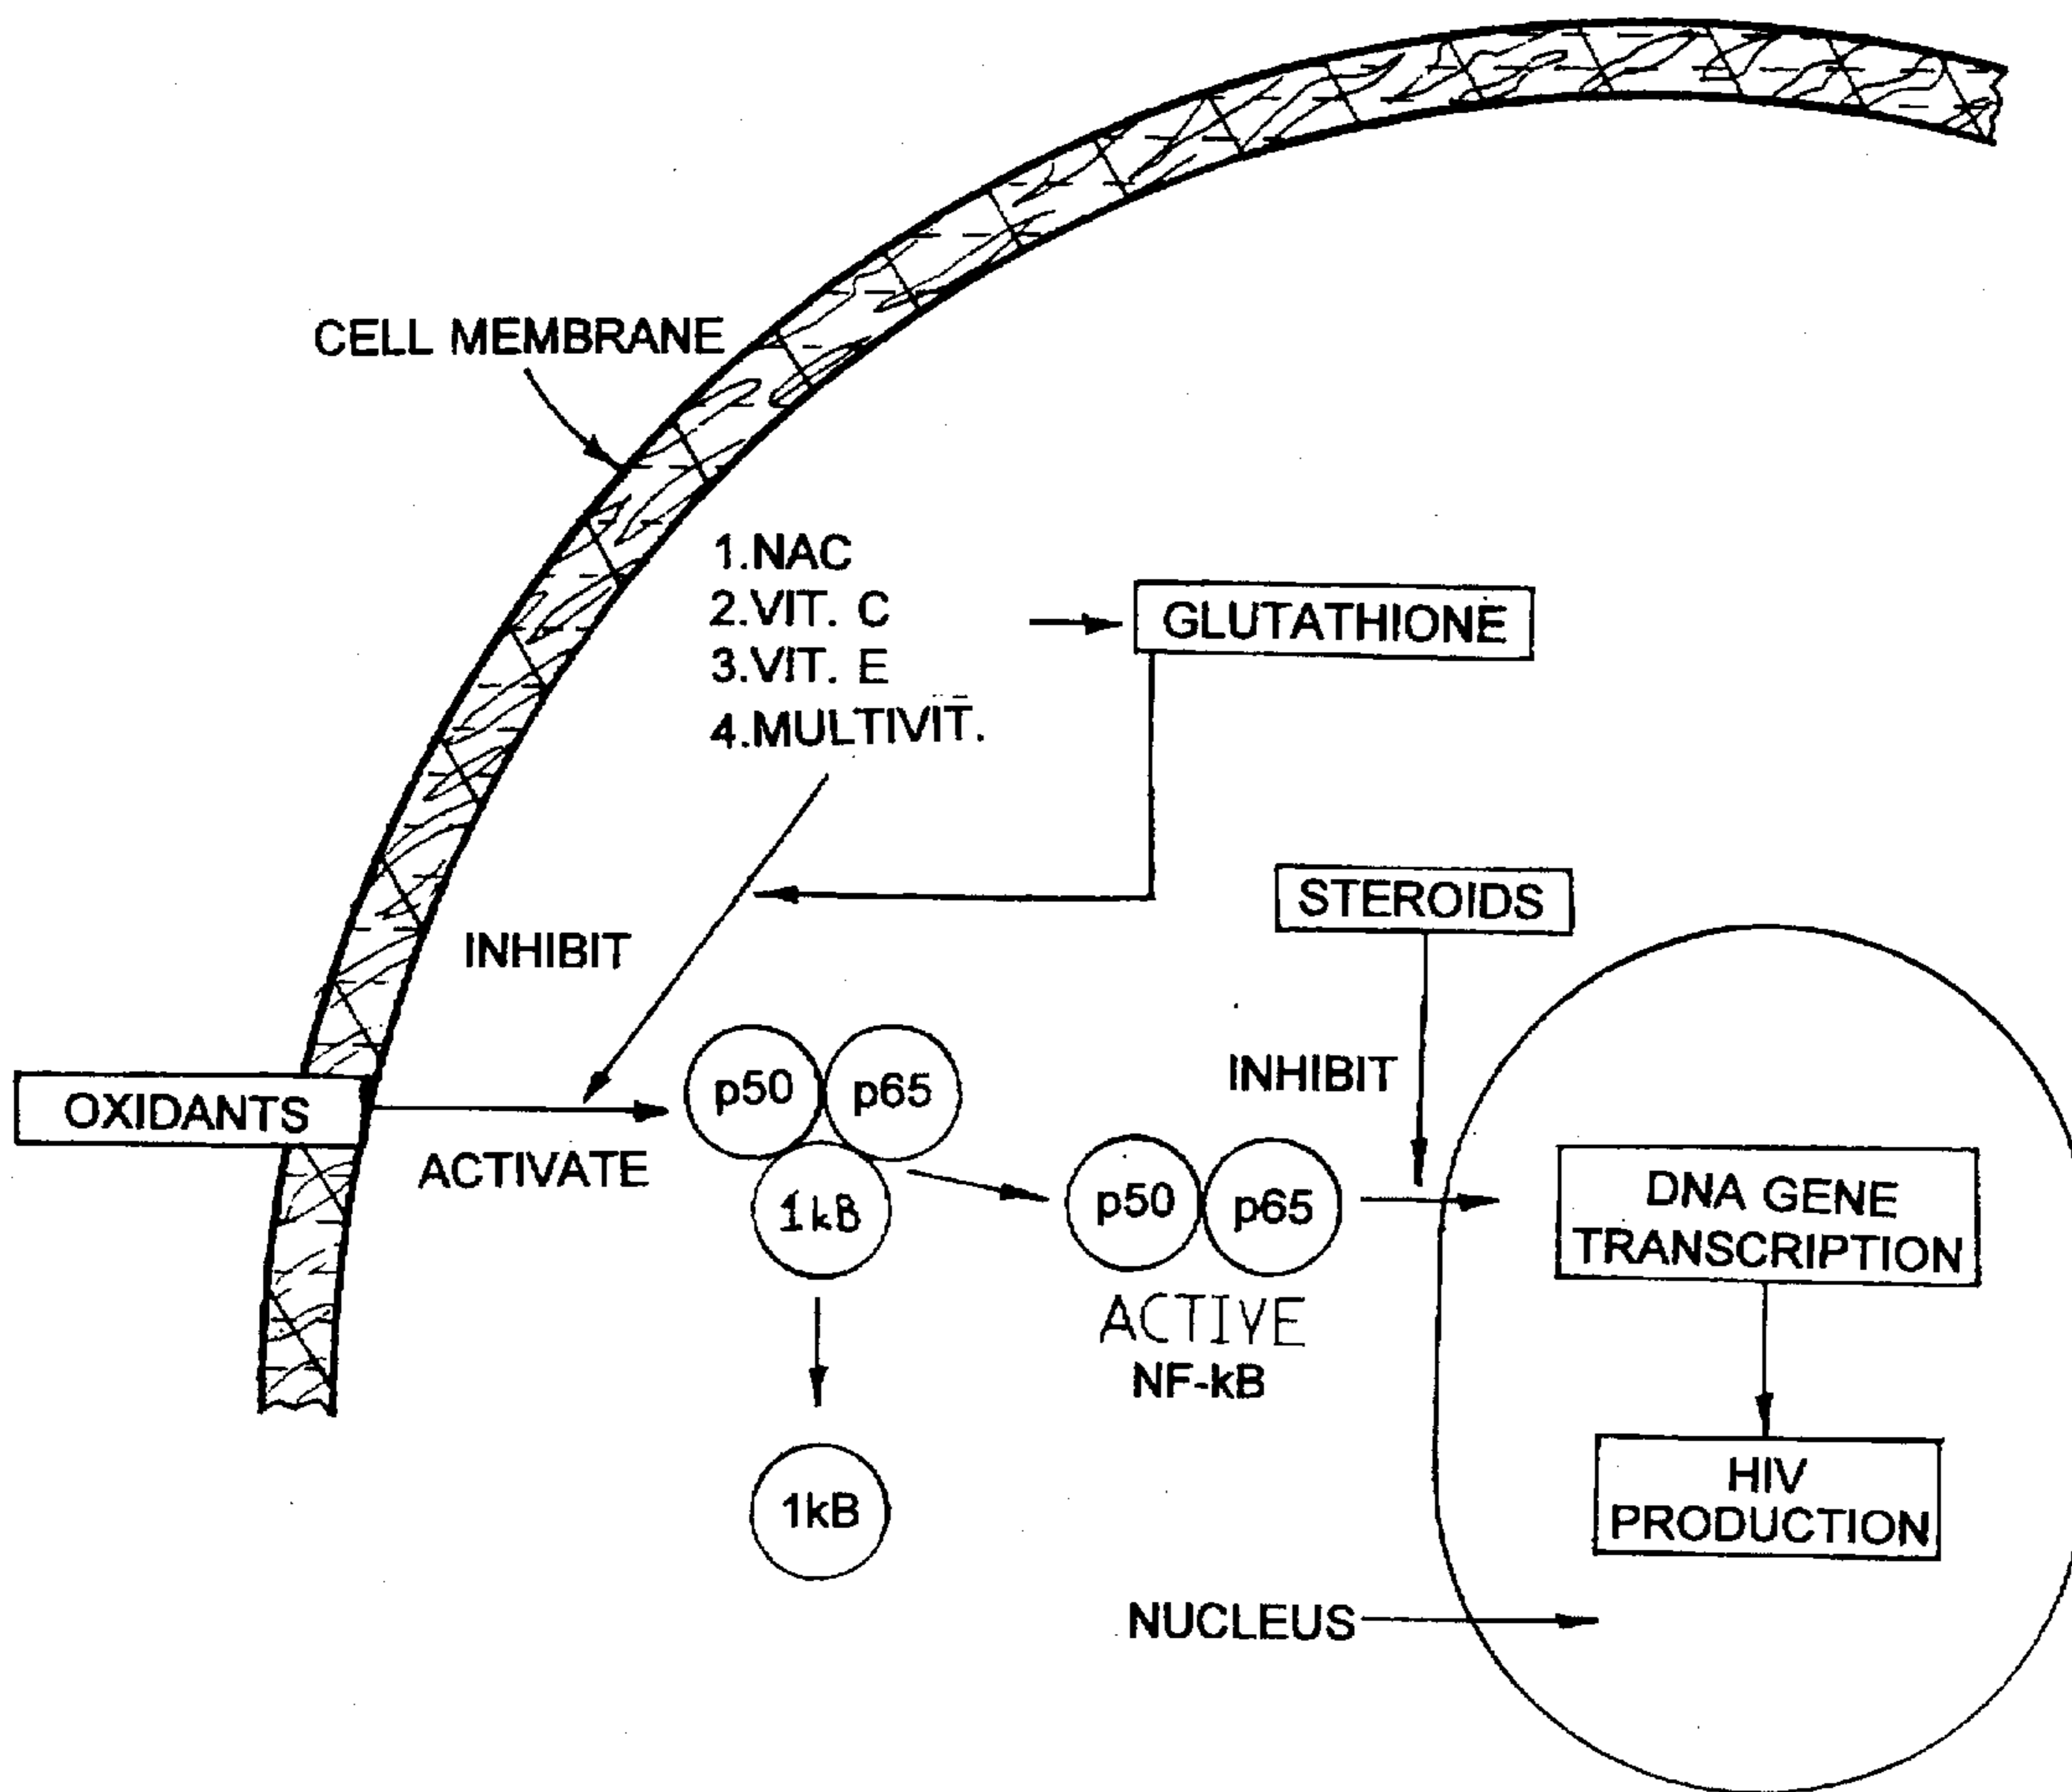 CELL MEMBRANE
1.NAC
2.VIT. C
3.VIT. E
4.MULTIVIT.
GLUTATHIONE
STEROIDS
INHIBIT
INHIBIT
OXIDANTS
ACTIVATE
p50
p65
1kB
p50
p65
ACTIVE
NF-kB
1kB
DNA GENE
TRANSCRIPTION
HIV
PRODUCTION
NUCLEUS